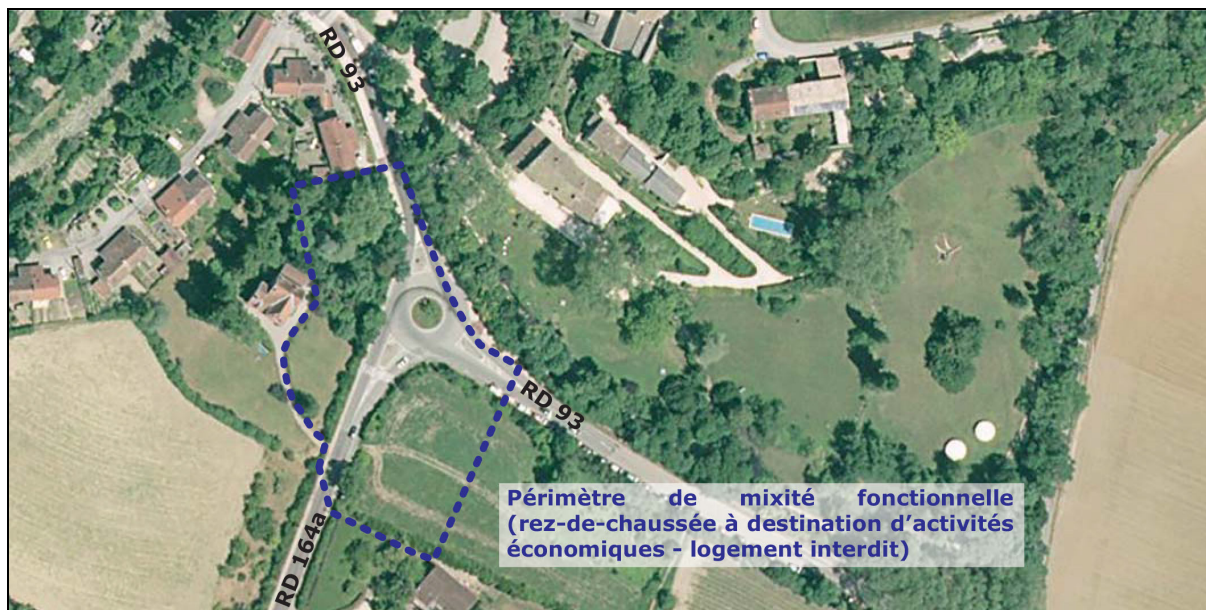 RD 93
RD 93
RD 164a
Périmètre de mixité fonctionnelle
(rez-de-chaussée à destination d'activités
économiques - logement interdit)